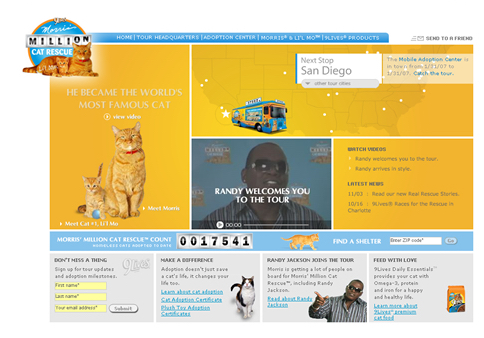 Morris'
MILLION
CAT RESCUE
HOME | TOUR HEADQUARTERS | ADOPTION CENTER | MORRIS® & LI'L MO™ | 9LIVES® PRODUCTS
SEND TO A FRIEND
Next Stop
San Diego
other tour cities
The Mobile Adoption Center is
in town from 1/31/07 to
1/31/07. Catch the tour.
HE BECAME THE WORLD'S
MOST FAMOUS CAT
view video
Meet Morris
Meet Cat #1: Li'l Mo
RANDY WELCOMES YOU
TO THE TOUR
00:00
WATCH VIDEOS
Randy welcomes you to the tour.
Randy arrives in style.
LATEST NEWS
11/02 : Read our new Real Rescue Stories.
10/16 : 9Lives® Races for the Rescue in
Charlotte
MORRIS' MILLION CAT RESCUE™ COUNT
HOMELESS CATS ADOPTED TO DATE
0017541
FIND A SHELTER
Enter ZIP code*
Go
DON'T MISS A THING
Sign up for tour updates
and adoption milestones.
First name*
Last name*
Your email address*
Submit
MAKE A DIFFERENCE
Adoption doesn't just save
a cat's life, it changes your
life too.
Learn about cat adoption
Cat Adoption Certificate
Plush Toy Adoption
Certificates
RANDY JACKSON JOINS THE TOUR
Morris is getting a lot of people on
board for Morris' Million Cat
Rescue™, including Randy
Jackson.
Read about Randy
Jackson
FEED WITH LOVE
9Lives Daily Essentials™
provides your cat with
Omega-3, protein
and iron for a happy
and healthy life.
Learn more about
9Lives® premium
cat food